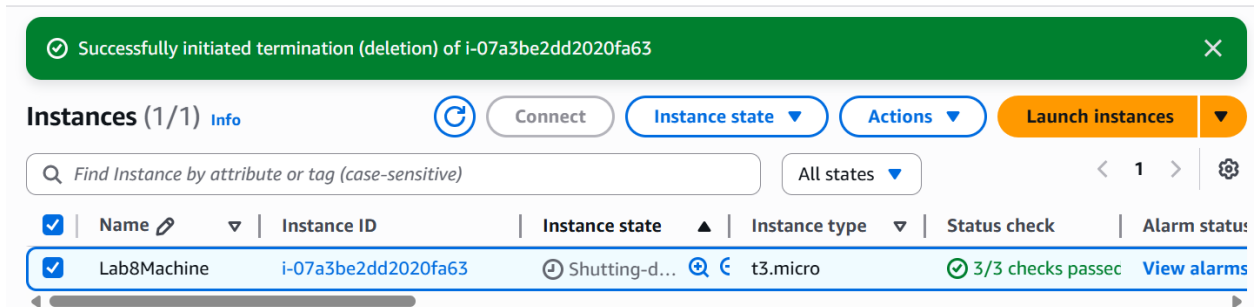 Successfully initiated termination (deletion) of i-07a3be2dd2020fa63
Instances (1/1) Info
Connect
Instance state
Actions
Launch instances
Find Instance by attribute or tag (case-sensitive)
All states
1
Name Instance ID Instance state Instance type Status check Alarm status
Lab8Machine i-07a3be2dd2020fa63 Shutting-d... t3.micro 3/3 checks passed View alarms